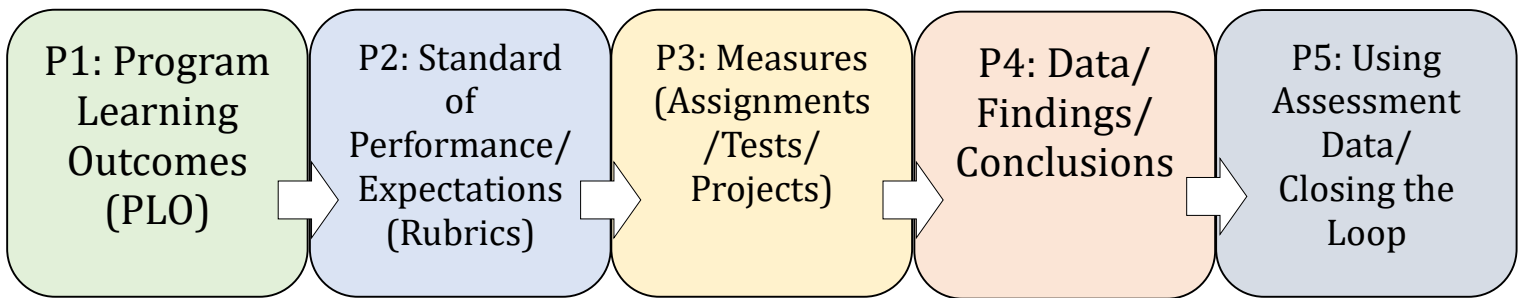 P1: Program
Learning
Outcomes
(PLO)
P2: Standard
of
Performance/
Expectations
(Rubrics)
P3: Measures
(Assignments
/Tests/
Projects)
P4: Data/
Findings/
Conclusions
P5: Using
Assessment
Data/
Closing the
Loop